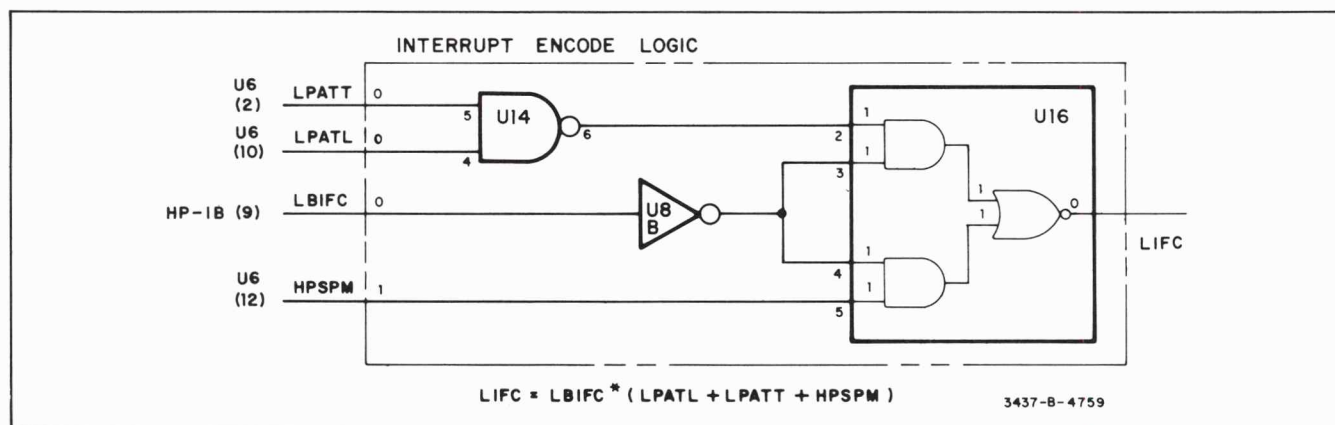 INTERRUPT ENCODE LOGIC
U6
(2)
LPATT
0
5
U14
6
U6
(10)
LPATL
0
4
HP-IB (9)
LBIFC
0
U8
B
U6
(12)
HPSPM
1
U16
1
2
1
3
1
4
1
5
1
1
0
LIFC
LIFC = LBIFC * (LPATL + LPATT + HPSPM)
3437-B-4759